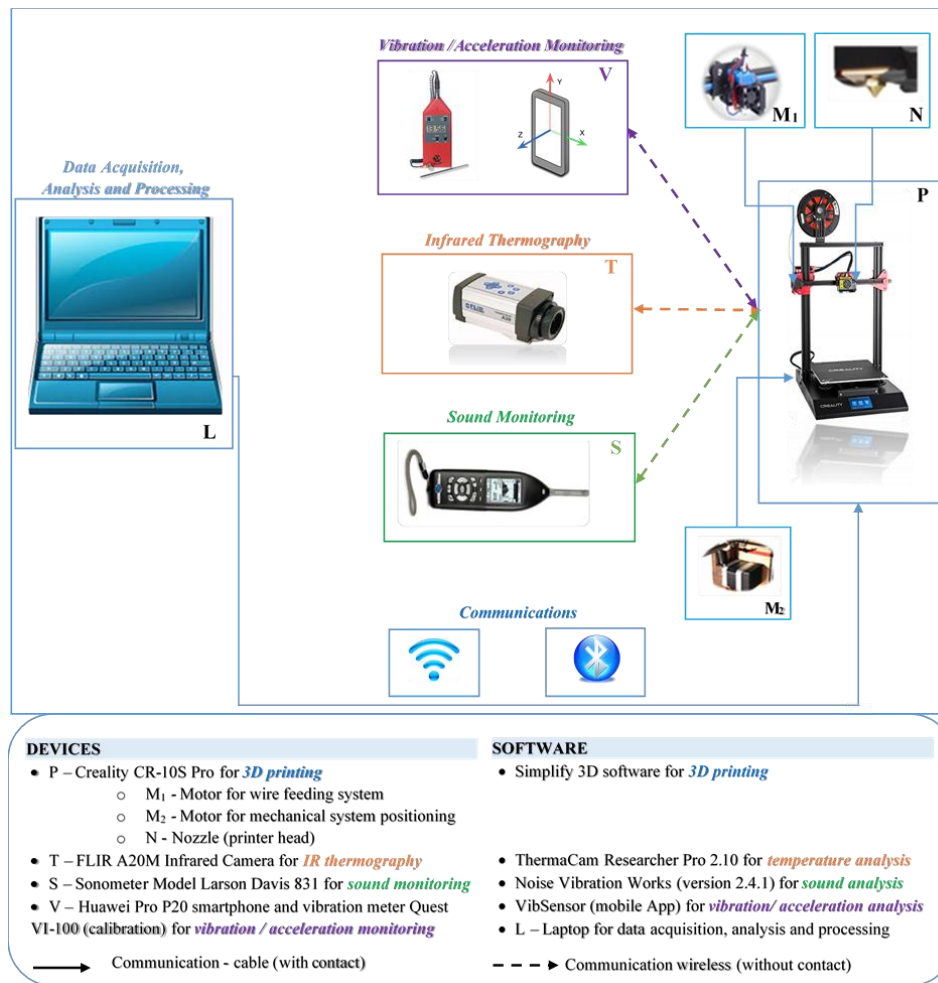 Vibration /Acceleration Monitoring
V
Y
Z
X
M1
N
Data Acquisition,
Analysis and Processing
L
Infrared Thermography
T
FLIR
P
CREALITY
CREALITY
Sound Monitoring
S
M2
Communications
DEVICES
• P – Creality CR-10S Pro for 3D printing
o M1 - Motor for wire feeding system
o M2 - Motor for mechanical system positioning
o N - Nozzle (printer head)
• T – FLIR A20M Infrared Camera for IR thermography
• S – Sonometer Model Larson Davis 831 for sound monitoring
• V – Huawei Pro P20 smartphone and vibration meter Quest
VI-100 (calibration) for vibration / acceleration monitoring
Communication - cable (with contact)
SOFTWARE
• Simplify 3D software for 3D printing
ThermaCam Researcher Pro 2.10 for temperature analysis
• Noise Vibration Works (version 2.4.1) for sound analysis
• VibSensor (mobile App) for vibration/ acceleration analysis
• L – Laptop for data acquisition, analysis and processing
Communication wireless (without contact)